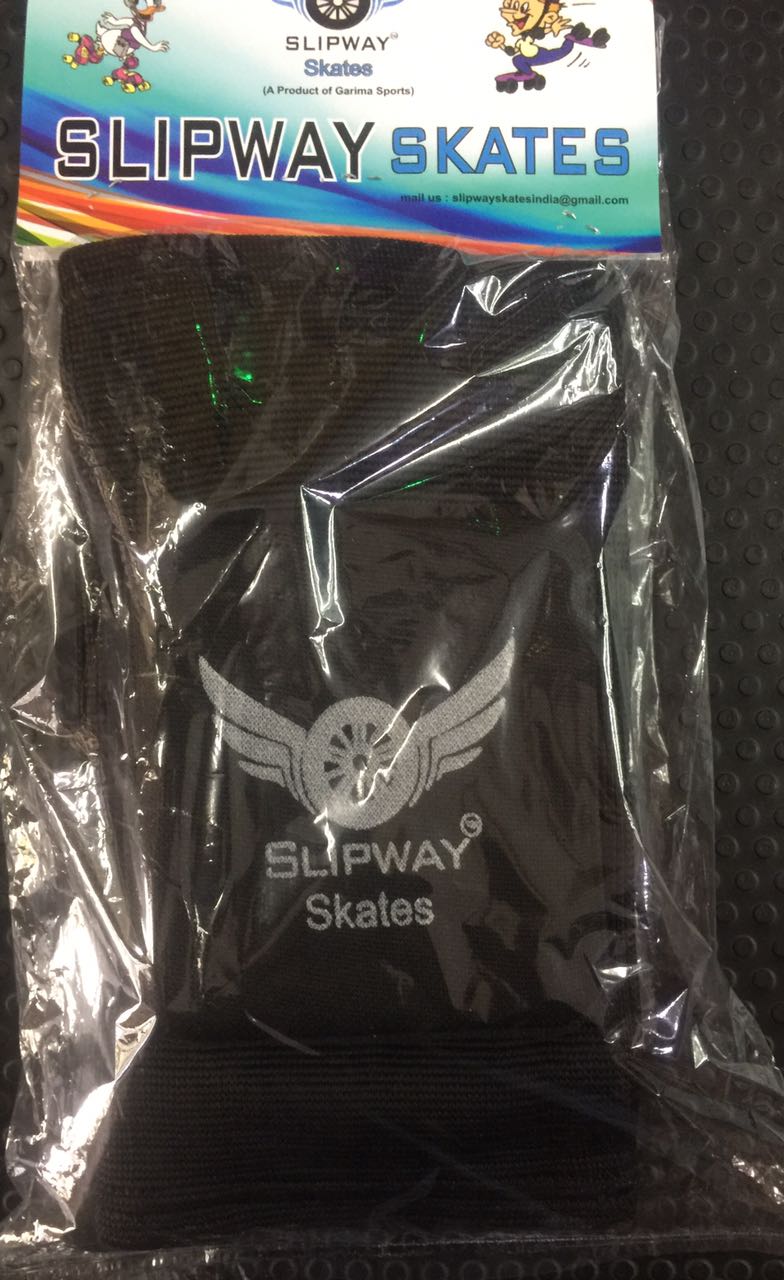 SLIPWAY
Skates
(A Product of Garima Sports)
SLIPWAY SKATES
mail us : slipwayskatesindia@gmail.com
SLIPWAY
Skates